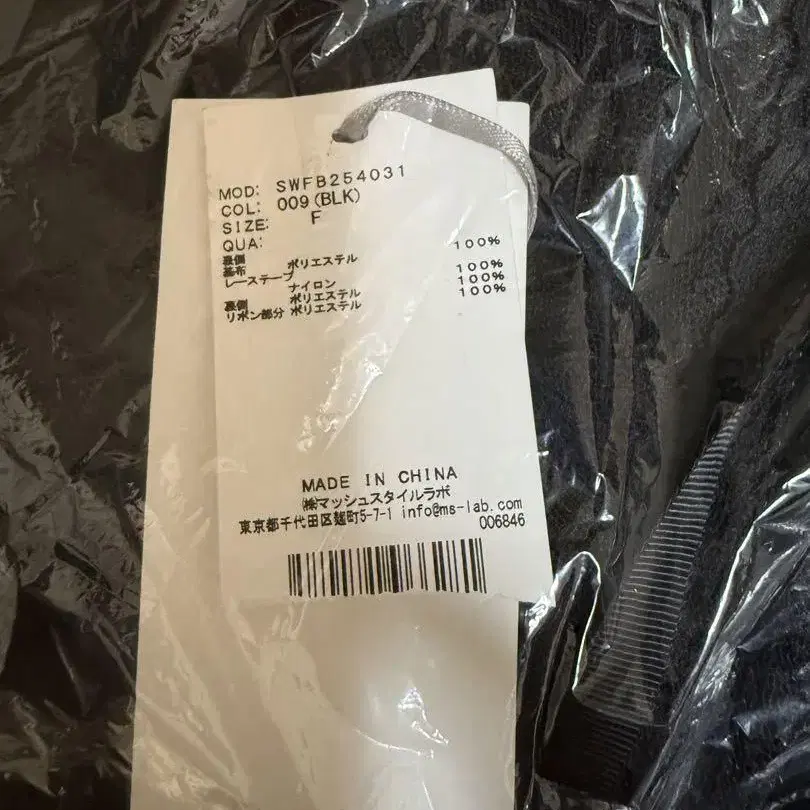 MOD: SWFB254031
COL: 009(BLK)
SIZE: F
QUA:
裏側 ポリエステル 100%
基布
レーステープ ナイロン 100%
裏側 ポリエステル 100%
リボン部分 ポリエステル 100%
MADE IN CHINA
㈱マッシュスタイルラボ
東京都千代田区麹町5-7-1 info@ms-lab.com
006846